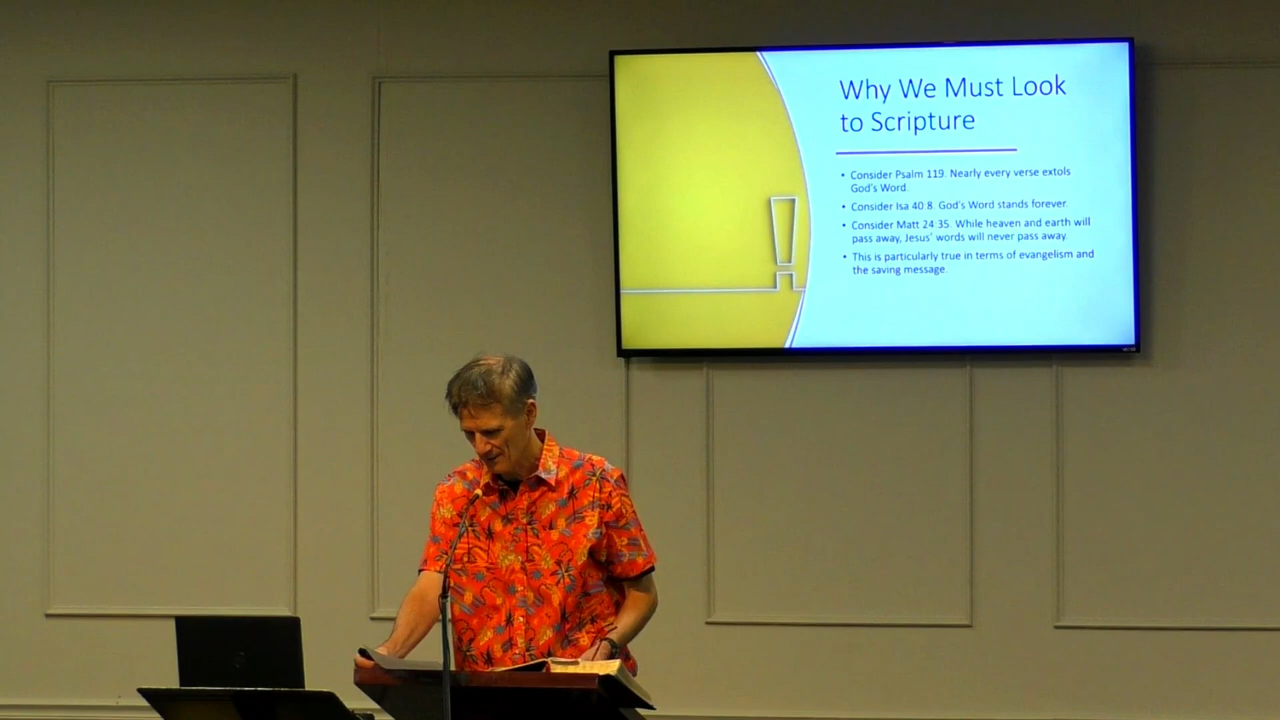 Why We Must Look
to Scripture
• Consider Psalm 119. Nearly every verse extols
God's Word.
• Consider Isa 40:8. God's Word stands forever.
• Consider Matt 24:35. While heaven and earth will
pass away, Jesus' words will never pass away.
• This is particularly true in terms of evangelism and
the saving message.